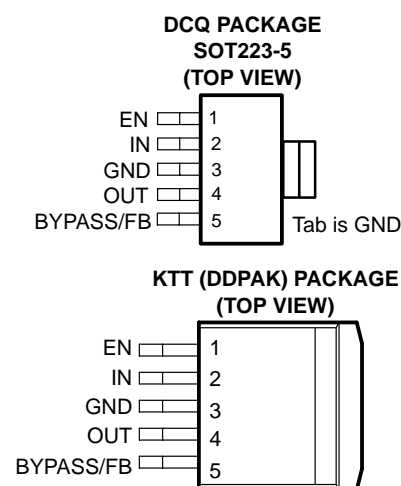 DCQ PACKAGE
SOT223-5
(TOP VIEW)
EN 1
IN 2
GND 3
OUT 4
BYPASS/FB 5
Tab is GND
KTT (DDPAK) PACKAGE
(TOP VIEW)
EN 1
IN 2
GND 3
OUT 4
BYPASS/FB 5